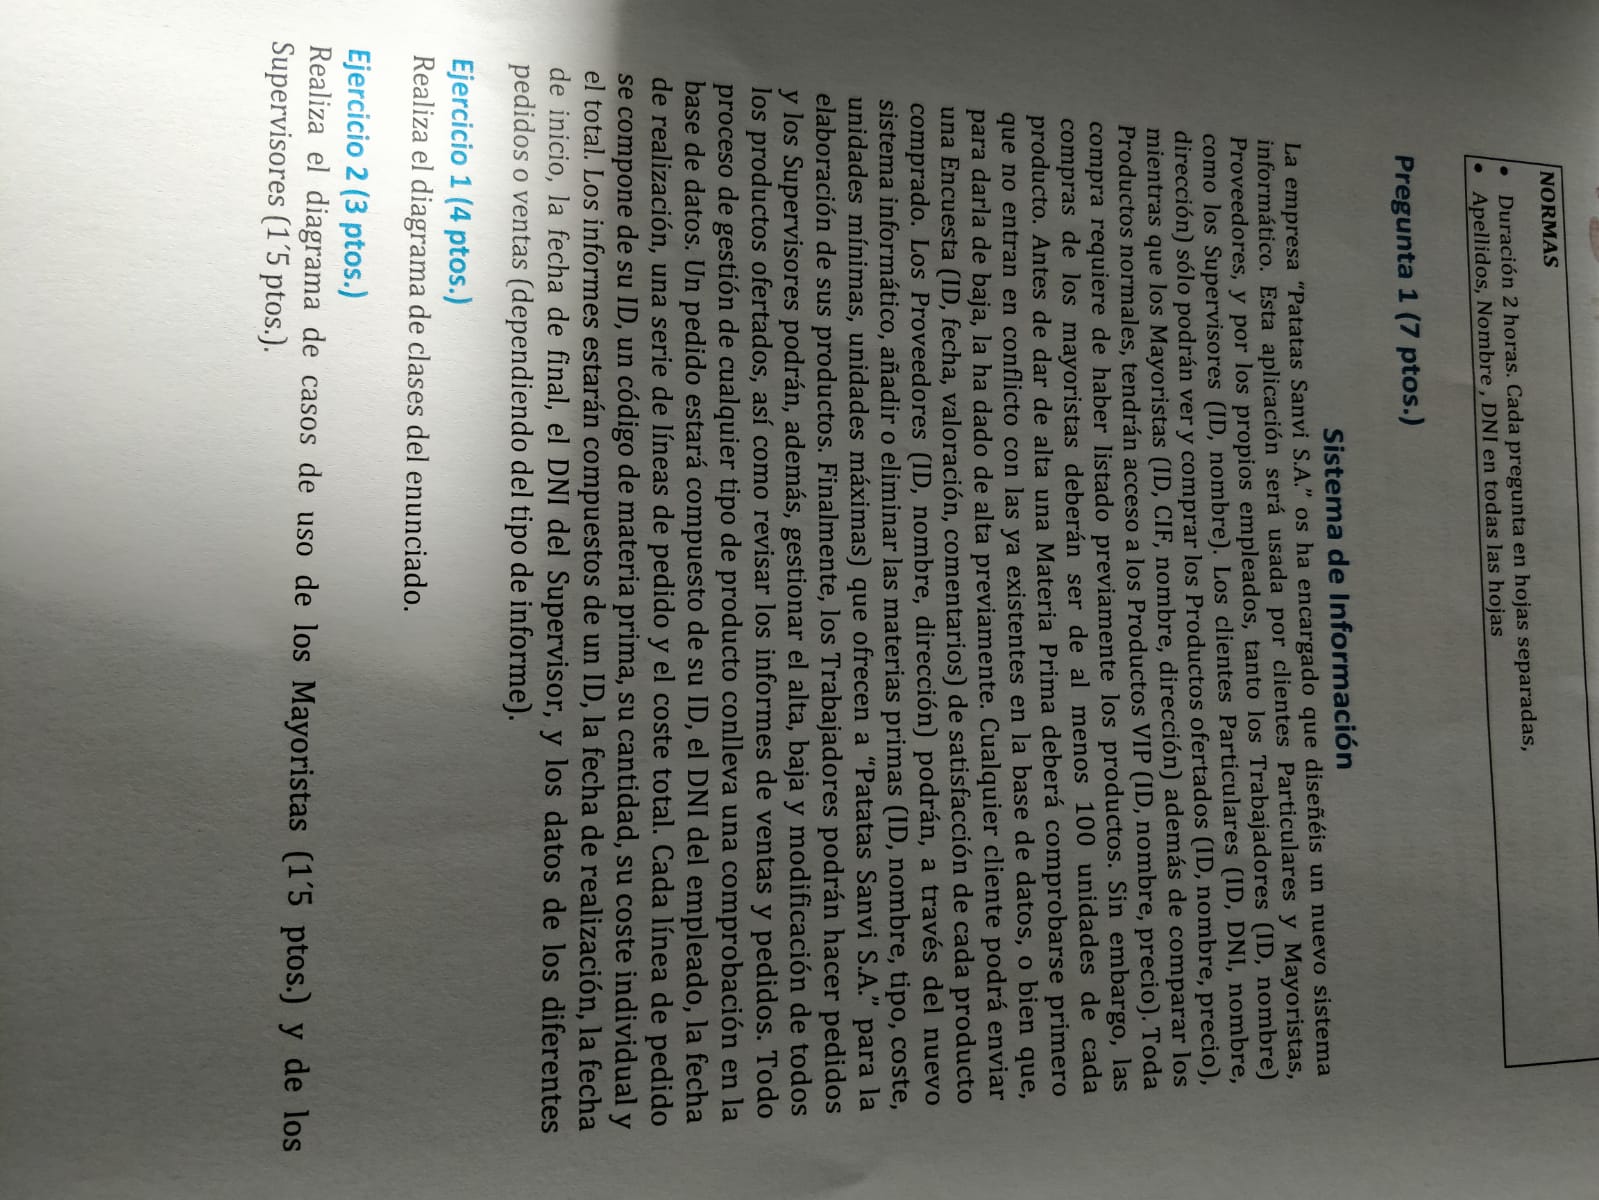 NORMAS
• Duración 2 horas. Cada pregunta en hojas separadas,
• Apellidos, Nombre , DNI en todas las hojas
Pregunta 1 (7 ptos.)
Sistema de Información
La empresa “Patatas Sanvi S.A.” os ha encargado que diseñéis un nuevo sistema
informático. Esta aplicación será usada por clientes Particulares y Mayoristas,
Proveedores, y por los propios empleados, tanto los Trabajadores (ID, nombre)
como los Supervisores (ID, nombre). Los clientes Particulares (ID, DNI, nombre,
dirección) sólo podrán ver y comprar los Productos ofertados (ID, nombre, precio),
mientras que los Mayoristas (ID, CIF, nombre, dirección) además de comparar los
Productos normales, tendrán acceso a los Productos VIP (ID, nombre, precio). Toda
compra requiere de haber listado previamente los productos. Sin embargo, las
compras de los mayoristas deberán ser de al menos 100 unidades de cada
producto. Antes de dar de alta una Materia Prima deberá comprobarse primero
que no entran en conflicto con las ya existentes en la base de datos, o bien que,
para darla de baja, la ha dado de alta previamente. Cualquier cliente podrá enviar
una Encuesta (ID, fecha, valoración, comentarios) de satisfacción de cada producto
comprado. Los Proveedores (ID, nombre, dirección) podrán, a través del nuevo
sistema informático, añadir o eliminar las materias primas (ID, nombre, tipo, coste,
unidades mínimas, unidades máximas) que ofrecen a “Patatas Sanvi S.A.” para la
elaboración de sus productos. Finalmente, los Trabajadores podrán hacer pedidos
y los Supervisores podrán, además, gestionar el alta, baja y modificación de todos
los productos ofertados, así como revisar los informes de ventas y pedidos. Todo
proceso de gestión de cualquier tipo de producto conlleva una comprobación en la
base de datos. Un pedido estará compuesto de su ID, el DNI del empleado, la fecha
de realización, una serie de líneas de pedido y el coste total. Cada línea de pedido
se compone de su ID, un código de materia prima, su cantidad, su coste individual y
el total. Los informes estarán compuestos de un ID, la fecha de realización, la fecha
de inicio, la fecha de final, el DNI del Supervisor, y los datos de los diferentes
pedidos o ventas (dependiendo del tipo de informe).
Ejercicio 1 (4 ptos.)
Realiza el diagrama de clases del enunciado.
Ejercicio 2 (3 ptos.)
Realiza el diagrama de casos de uso de los Mayoristas (1´5 ptos.) y de los
Supervisores (1´5 ptos.).